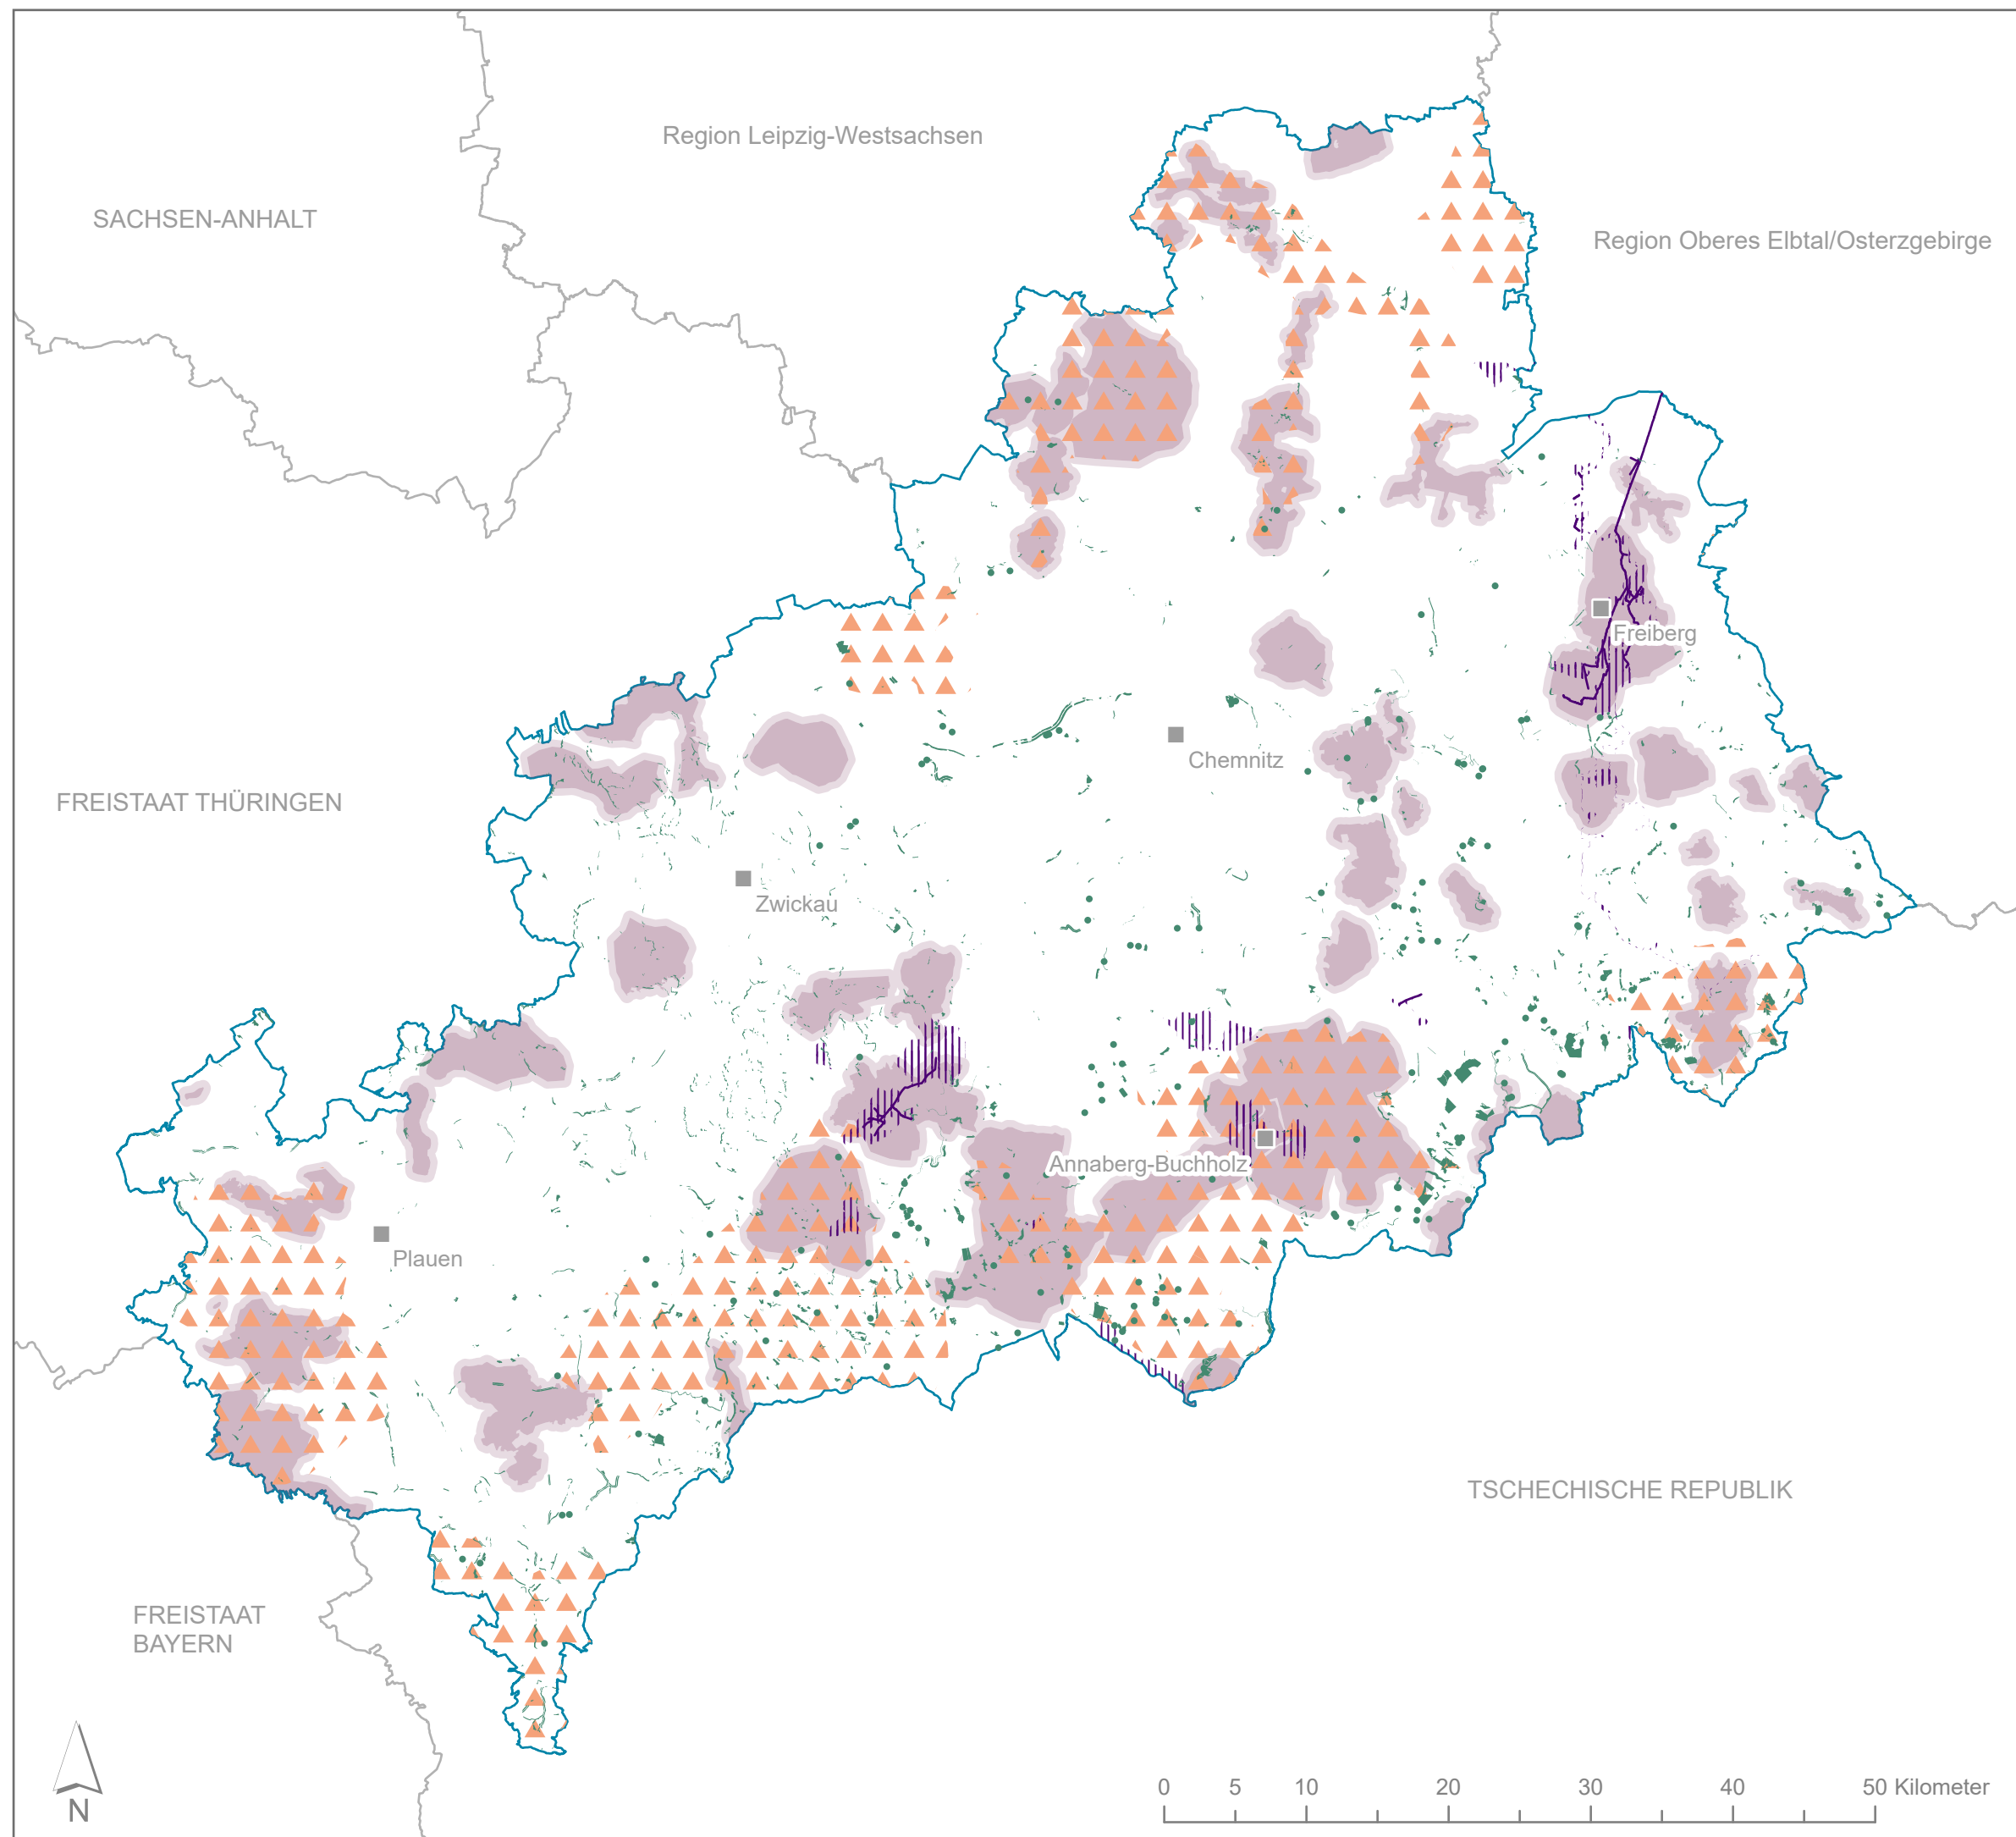 Region Leipzig-Westsachsen
SACHSEN-ANHALT
Region Oberes Elbtal/Osterzgebirge
Freiberg
Chemnitz
FREISTAAT THÜRINGEN
Zwickau
Annaberg-Buchholz
Plauen
TSCHECHISCHE REPUBLIK
FREISTAAT
BAYERN
N
0 5 10 20 30 40 50 Kilometer